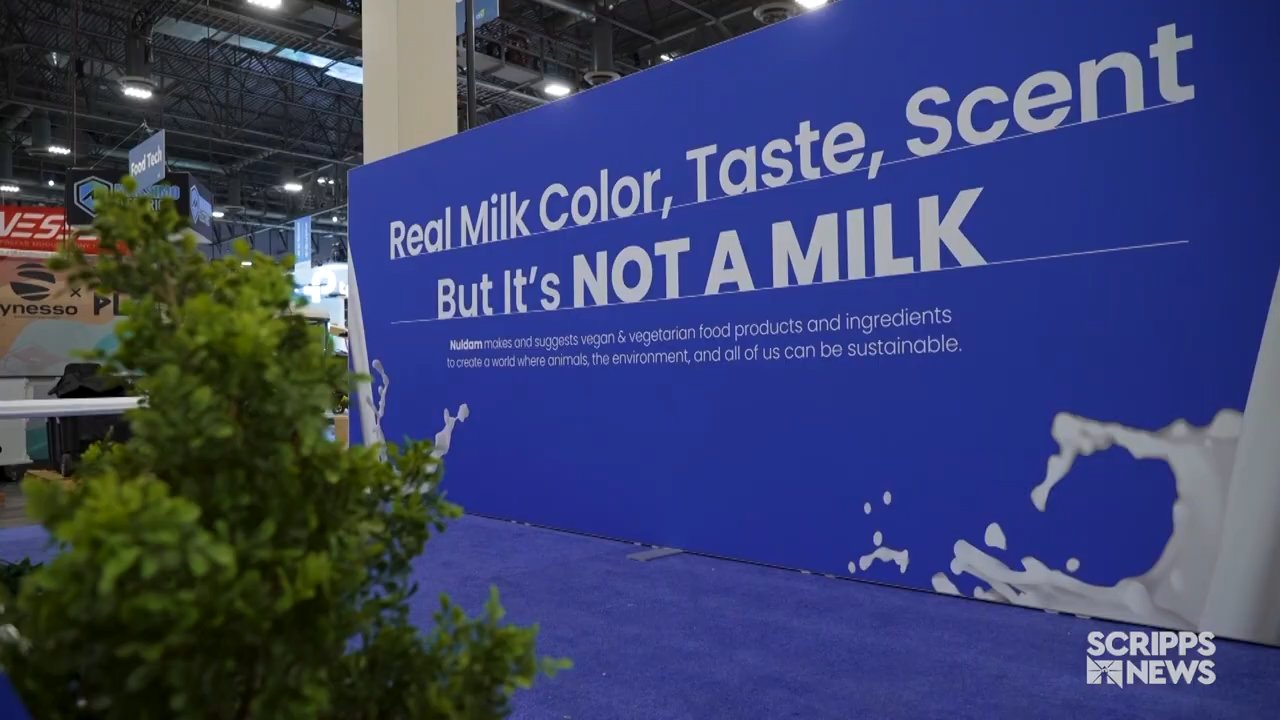 Food Tech
VES
ynesso × PL
Real Milk Color, Taste, Scent
But It's NOT A MILK
Nuldam makes and suggests vegan & vegetarian food products and ingredients
to create a world where animals, the environment, and all of us can be sustainable.
SCRIPPS
NEWS